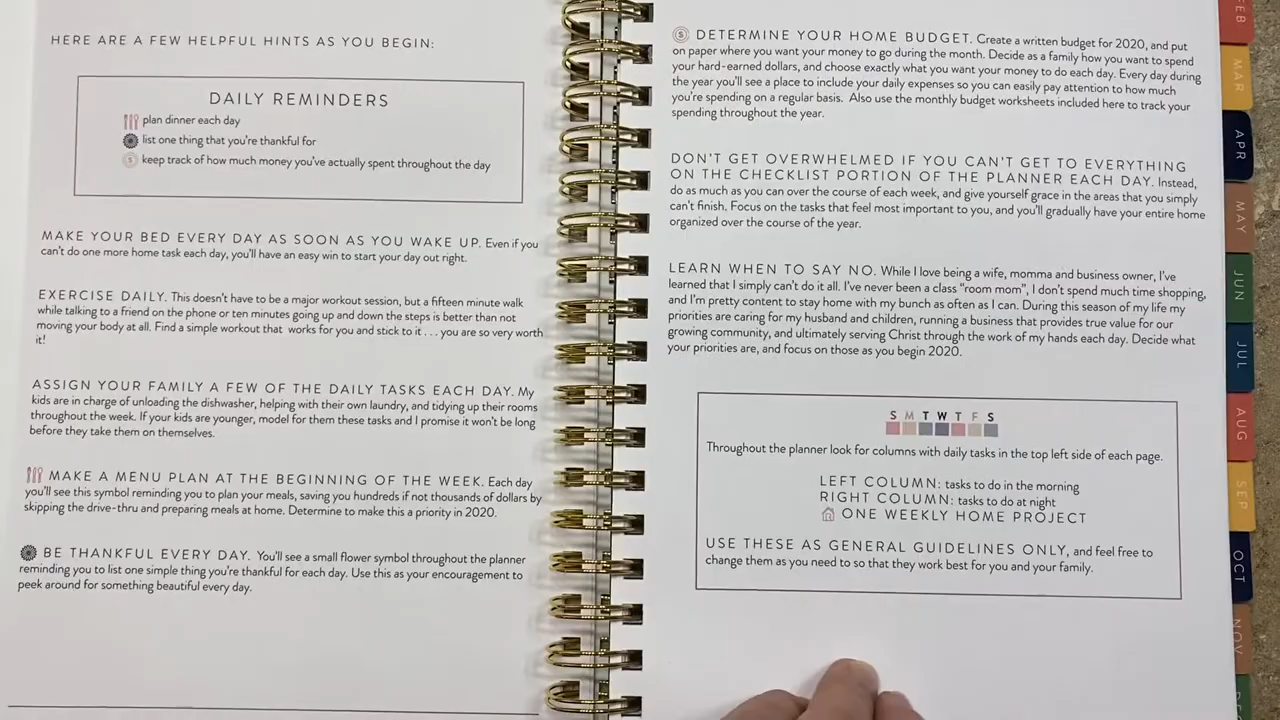 HERE ARE A FEW HELPFUL HINTS AS YOU BEGIN:
DAILY REMINDERS
plan dinner each day
list one thing that you're thankful for
keep track of how much money you've actually spent throughout the day
MAKE YOUR BED EVERY DAY AS SOON AS YOU WAKE UP. Even if you
can't do one more home task each day, you'll have an easy win to start your day out right.
EXERCISE DAILY. This doesn't have to be a major workout session, but a fifteen minute walk
while talking to a friend on the phone or ten minutes going up and down the steps is better than not
moving your body at all. Find a simple workout that works for you and stick to it . . . you are so very worth
it!
ASSIGN YOUR FAMILY A FEW OF THE DAILY TASKS EACH DAY. My
kids are in charge of unloading the dishwasher, helping with their own laundry, and tidying up their rooms
throughout the week. If your kids are younger, model for them these tasks and I promise it won't be long
before they take them on themselves.
MAKE A MENU PLAN AT THE BEGINNING OF THE WEEK. Each day
you'll see this symbol reminding you to plan your meals, saving you hundreds if not thousands of dollars by
skipping the drive-thru and preparing meals at home. Determine to make this a priority in 2020.
BE THANKFUL EVERY DAY. You'll see a small flower symbol throughout the planner
reminding you to list one simple thing you're thankful for each day. Use this as your encouragement to
peek around for something beautiful every day.
$ DETERMINE YOUR HOME BUDGET. Create a written budget for 2020, and put
on paper where you want your money to go during the month. Decide as a family how you want to spend
your hard-earned dollars, and choose exactly what you want your money to do each day. Every day during
the year you'll see a place to include your daily expenses so you can easily pay attention to how much
you're spending on a regular basis. Also use the monthly budget worksheets included here to track your
spending throughout the year.
DON'T GET OVERWHELMED IF YOU CAN'T GET TO EVERYTHING
ON THE CHECKLIST PORTION OF THE PLANNER EACH DAY. Instead,
do as much as you can over the course of each week, and give yourself grace in the areas that you simply
can't finish. Focus on the tasks that feel most important to you, and you'll gradually have your entire home
organized over the course of the year.
LEARN WHEN TO SAY NO. While I love being a wife, momma and business owner, I've
learned that I simply can't do it all. I've never been a class "room mom", I don't spend much time shopping,
and I'm pretty content to stay home with my bunch as often as I can. During this season of my life my
priorities are caring for my husband and children, running a business that provides true value for our
growing community, and ultimately serving Christ through the work of my hands each day. Decide what
your priorities are, and focus on those as you begin 2020.
S M T W T F S
Throughout the planner look for columns with daily tasks in the top left side of each page.
LEFT COLUMN: tasks to do in the morning
RIGHT COLUMN: tasks to do at night
ONE WEEKLY HOME PROJECT
USE THESE AS GENERAL GUIDELINES ONLY, and feel free to
change them as you need to so that they work best for you and your family.
FEB
MAR
APR
MAY
JUN
JUL
AUG
SEP
OCT
NOV